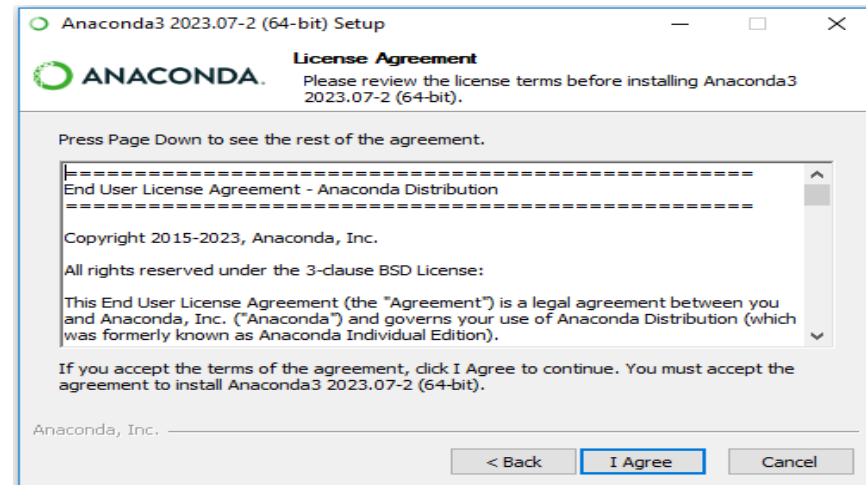 Anaconda3 2023.07-2 (64-bit) Setup
ANACONDA.
License Agreement
Please review the license terms before installing Anaconda3
2023.07-2 (64-bit).
Press Page Down to see the rest of the agreement.
==================================================
End User License Agreement - Anaconda Distribution
==================================================
Copyright 2015-2023, Anaconda, Inc.
All rights reserved under the 3-clause BSD License:
This End User License Agreement (the "Agreement") is a legal agreement between you
and Anaconda, Inc. ("Anaconda") and governs your use of Anaconda Distribution (which
was formerly known as Anaconda Individual Edition).
If you accept the terms of the agreement, click I Agree to continue. You must accept the
agreement to install Anaconda3 2023.07-2 (64-bit).
Anaconda, Inc.
< Back
I Agree
Cancel